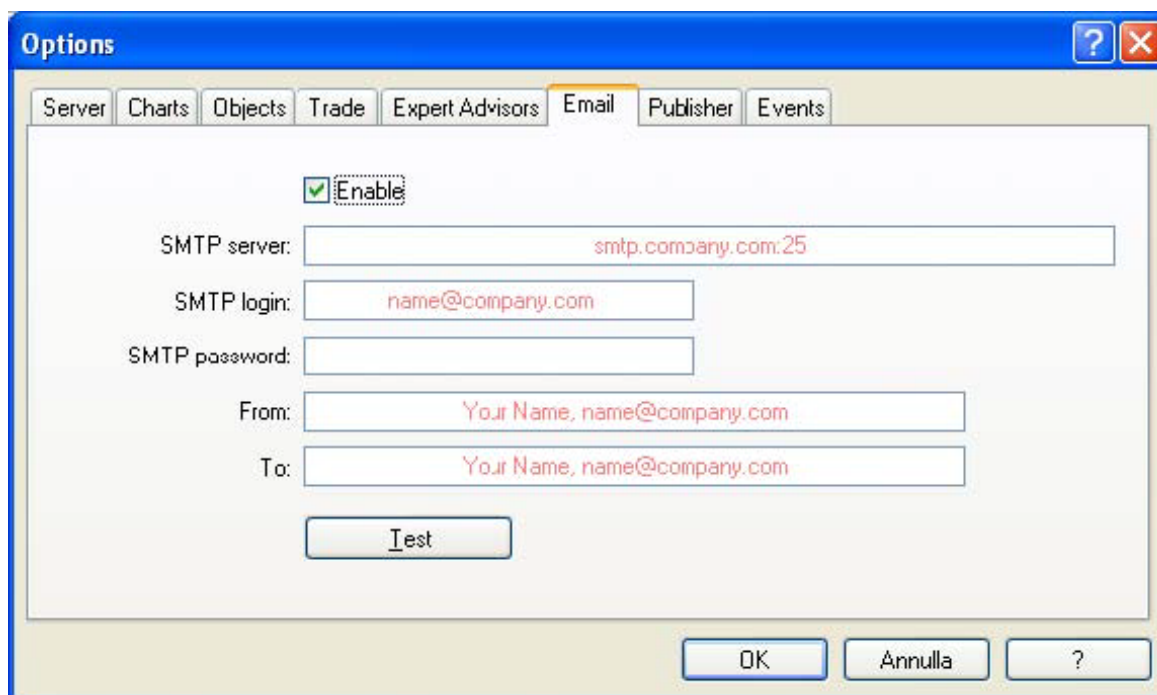 Options
Server Charts Objects Trade Expert Advisors Email Publisher Events
Enable
SMTP server: smtp.company.com:25
SMTP login: name@company.com
SMTP password:
From: Your Name, name@company.com
To: Your Name, name@company.com
Test
OK Annulla ?